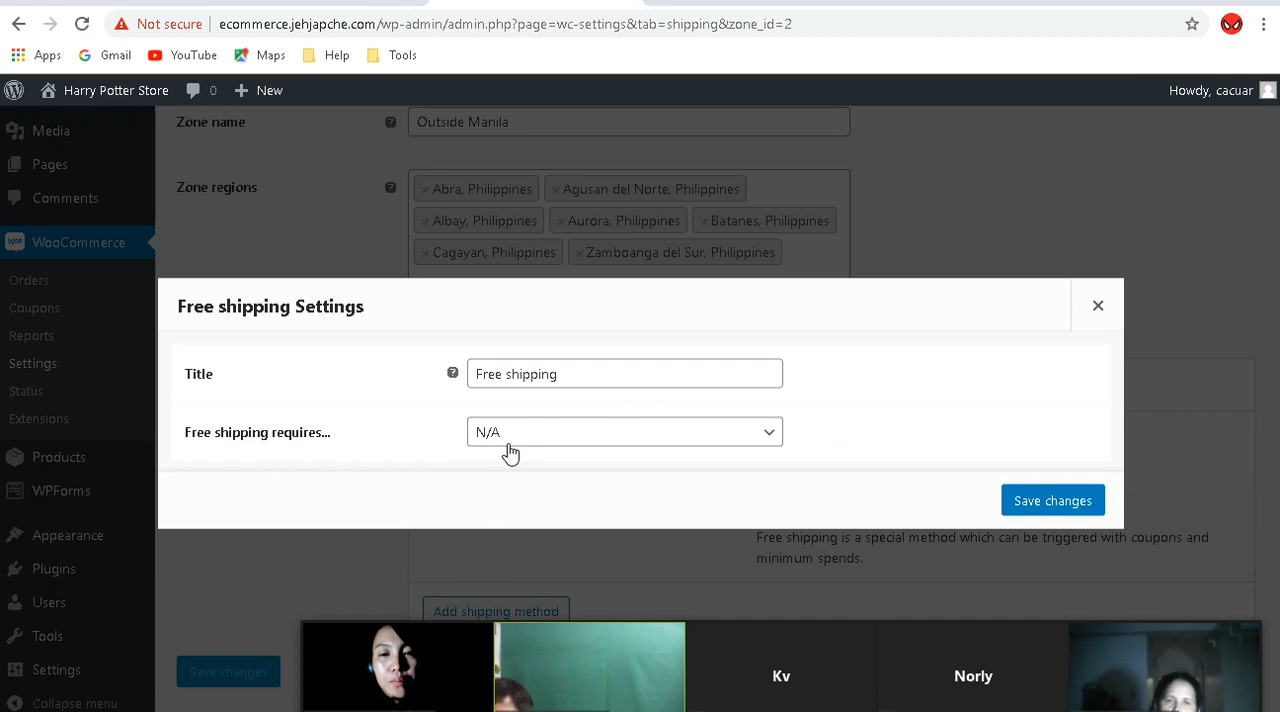 Not secure ecommerce.jehjapche.com/wp-admin/admin.php?page=wc-settings&tab=shipping&zone_id=2
Apps Gmail YouTube Maps Help Tools
Harry Potter Store 0 New Howdy, cacuar
Media
Pages
Comments
WooCommerce
Orders
Coupons
Reports
Settings
Status
Extensions
Products
WPForms
Appearance
Plugins
Users
Tools
Settings
Collapse menu
Zone name Outside Manila
Zone regions
× Abra, Philippines × Agusan del Norte, Philippines
× Albay, Philippines × Aurora, Philippines × Batanes, Philippines
× Cagayan, Philippines × Zamboanga del Sur, Philippines
Free shipping Settings
Title Free shipping
Free shipping requires... N/A
Save changes
Free shipping is a special method which can be triggered with coupons and
minimum spends.
Add shipping method
Save changes
Kv
Norly